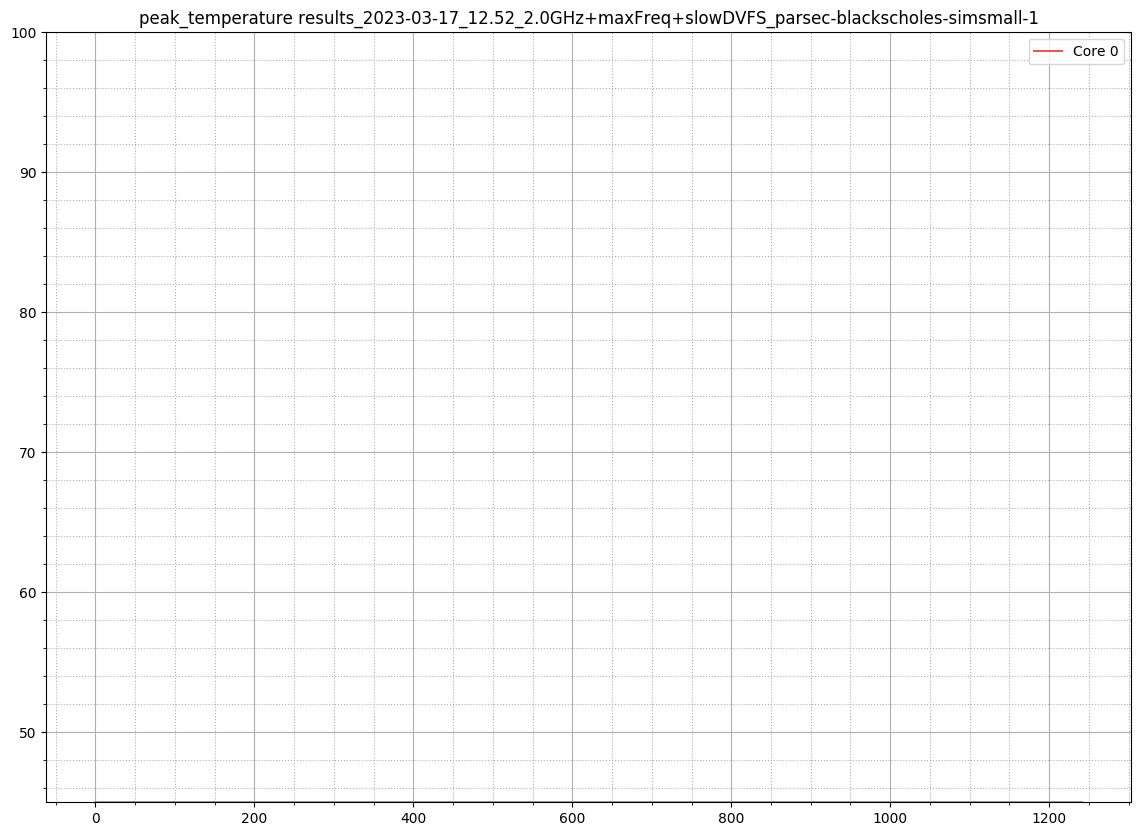 peak_temperature results_2023-03-17_12.52_2.0GHz+maxFreq+slowDVFS_parsec-blackscholes-simsmall-1
Core 0
100
90
80
70
60
50
0 200 400 600 800 1000 1200